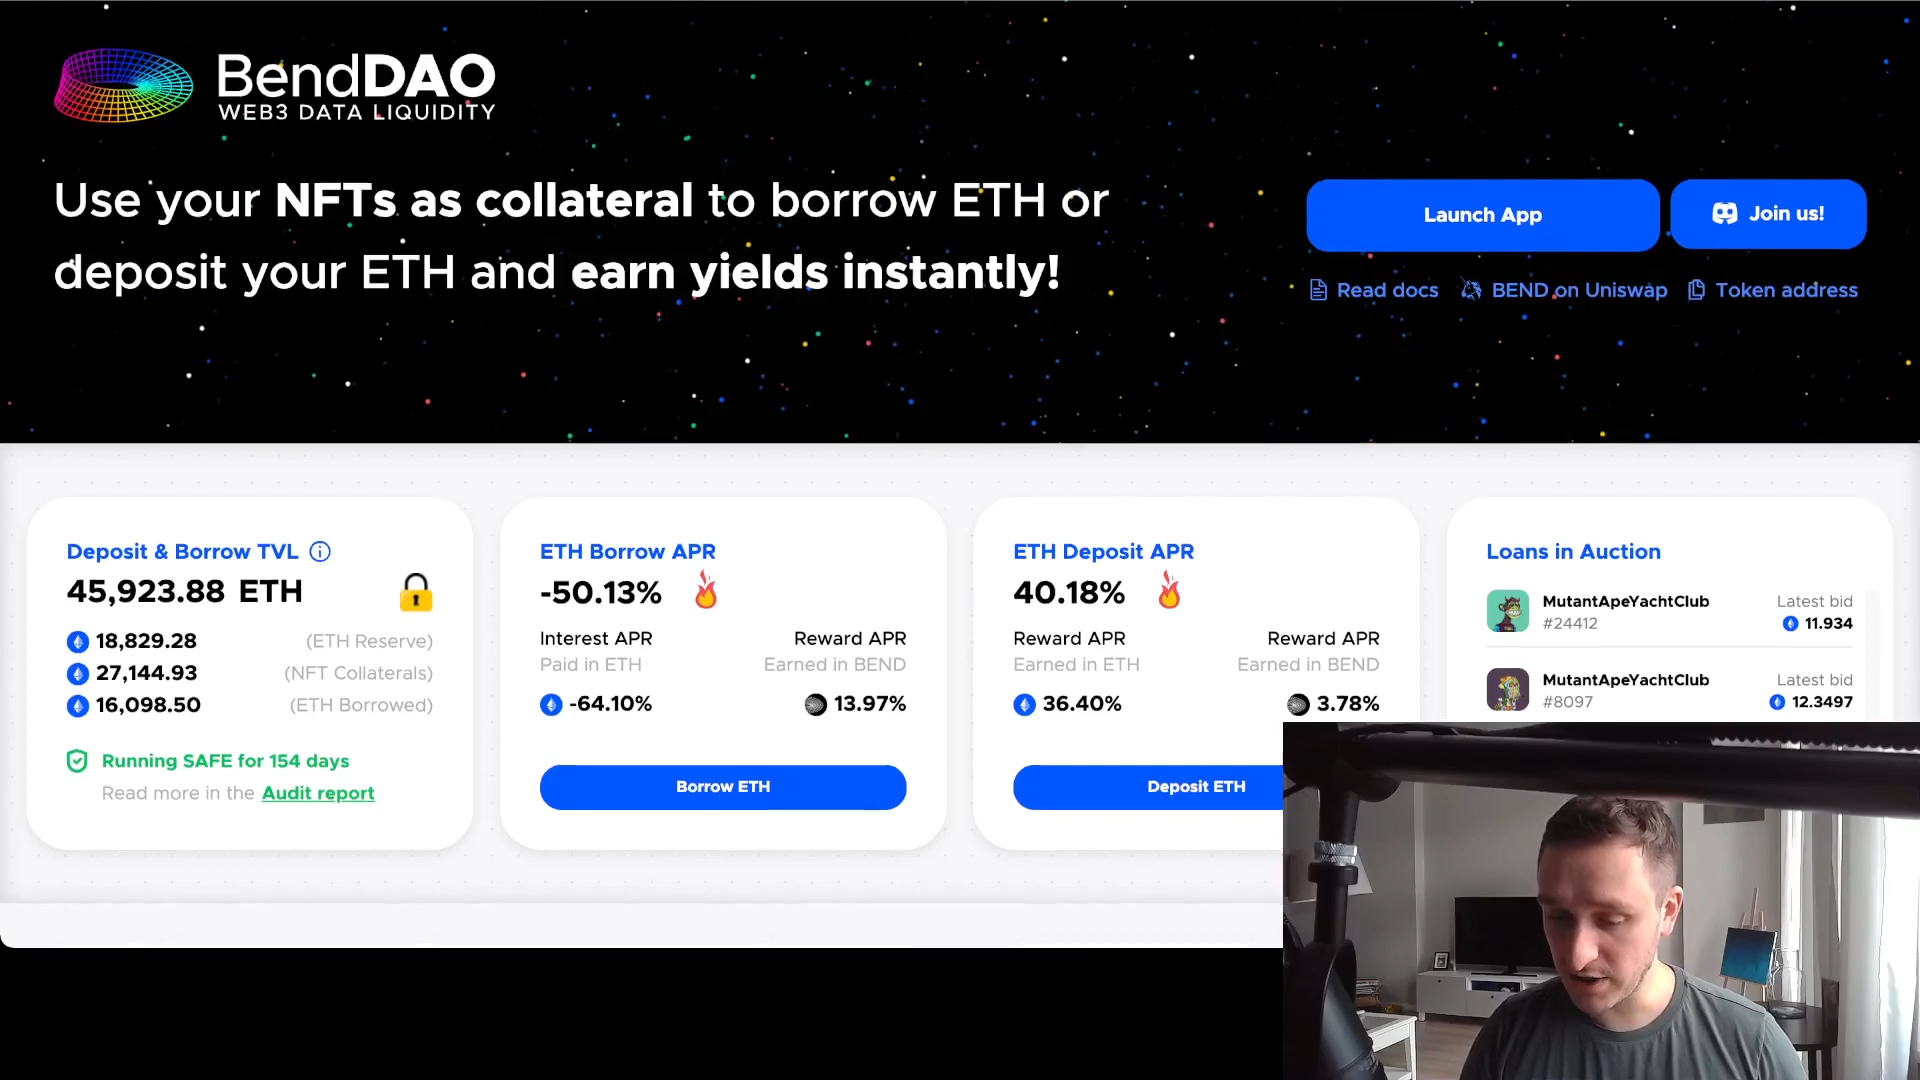 BendDAO
WEB3 DATA LIQUIDITY
Use your NFTs as collateral to borrow ETH or
deposit your ETH and earn yields instantly!
Launch App
Join us!
Read docs
BEND on Uniswap
Token address
Deposit & Borrow TVL
45,923.88 ETH
18,829.28 (ETH Reserve)
27,144.93 (NFT Collaterals)
16,098.50 (ETH Borrowed)
Running SAFE for 154 days
Read more in the Audit report
ETH Borrow APR
-50.13%
Interest APR Reward APR
Paid in ETH Earned in BEND
-64.10% 13.97%
Borrow ETH
ETH Deposit APR
40.18%
Reward APR Reward APR
Earned in ETH Earned in BEND
36.40% 3.78%
Deposit ETH
Loans in Auction
MutantApeYachtClub Latest bid
#24412 11.934
MutantApeYachtClub Latest bid
#8097 12.3497